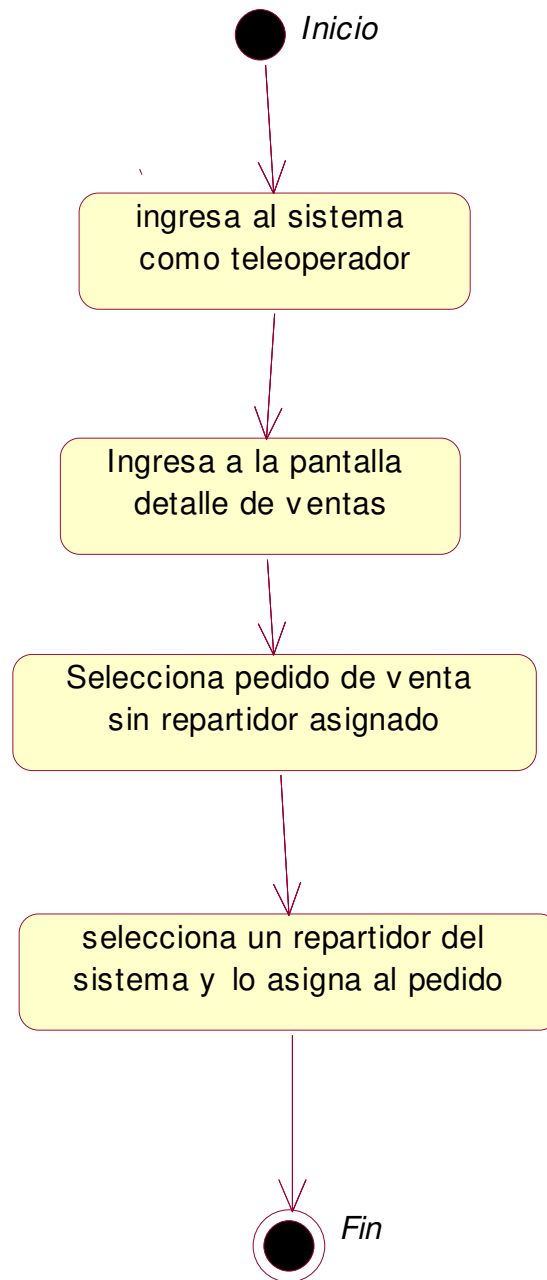 Inicio
ingresa al sistema
como teleoperador
Ingresa a la pantalla
detalle de ventas
Selecciona pedido de venta
sin repartidor asignado
selecciona un repartidor del
sistema y lo asigna al pedido
Fin